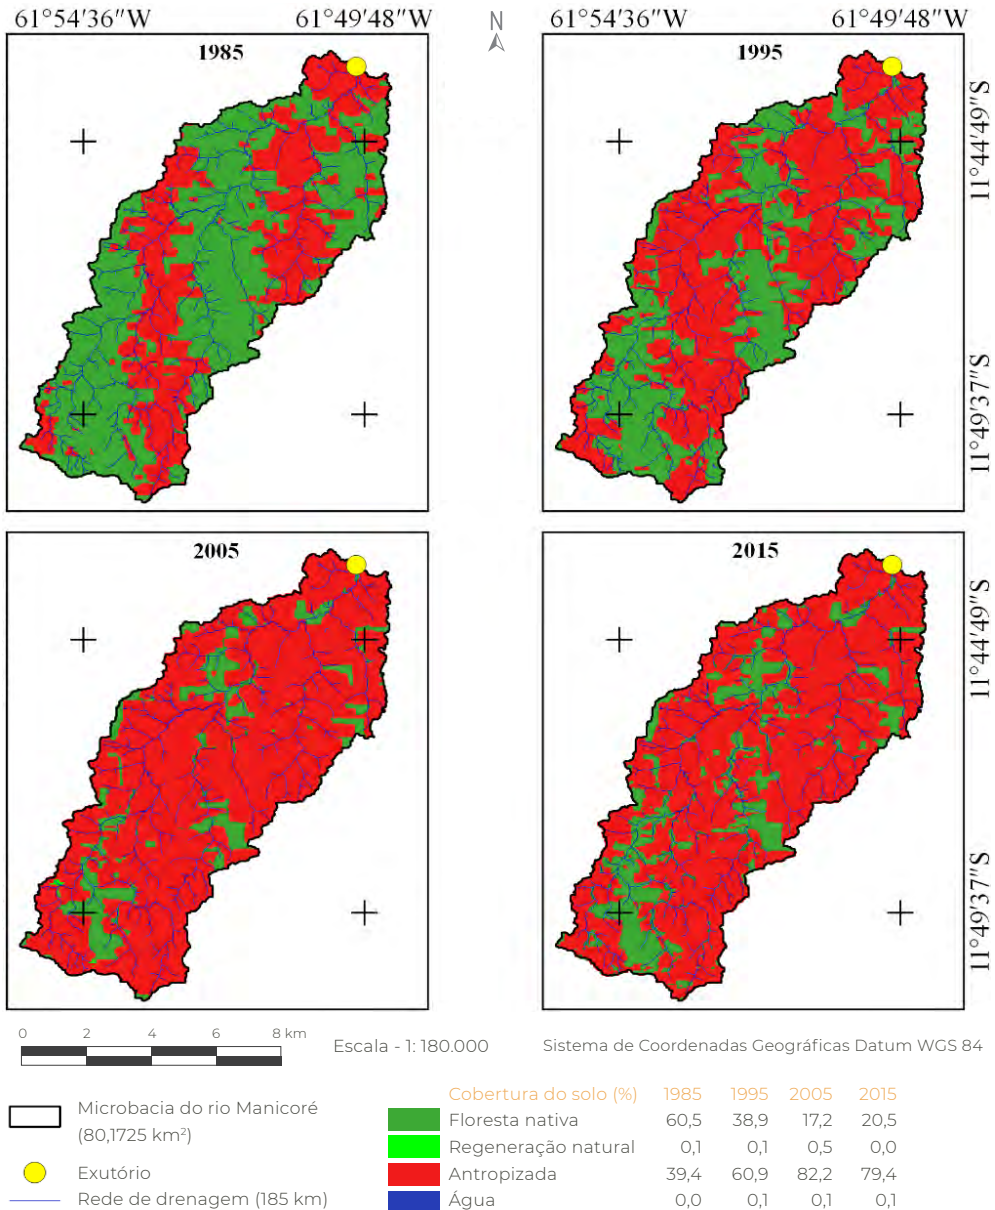 61°54'36"W 61°49'48"W N 61°54'36"W 61°49'48"W
1985 1995
11°44'49"S
11°49'37"S
2005 2015
11°44'49"S
11°49'37"S
0 2 4 6 8 km
Escala - 1: 180.000
Sistema de Coordenadas Geográficas Datum WGS 84
Microbacia do rio Manicoré
(80,1725 km²)
Exutório
Rede de drenagem (185 km)
Cobertura do solo (%) 1985 1995 2005 2015
Floresta nativa 60,5 38,9 17,2 20,5
Regeneração natural 0,1 0,1 0,5 0,0
Antropizada 39,4 60,9 82,2 79,4
Água 0,0 0,1 0,1 0,1